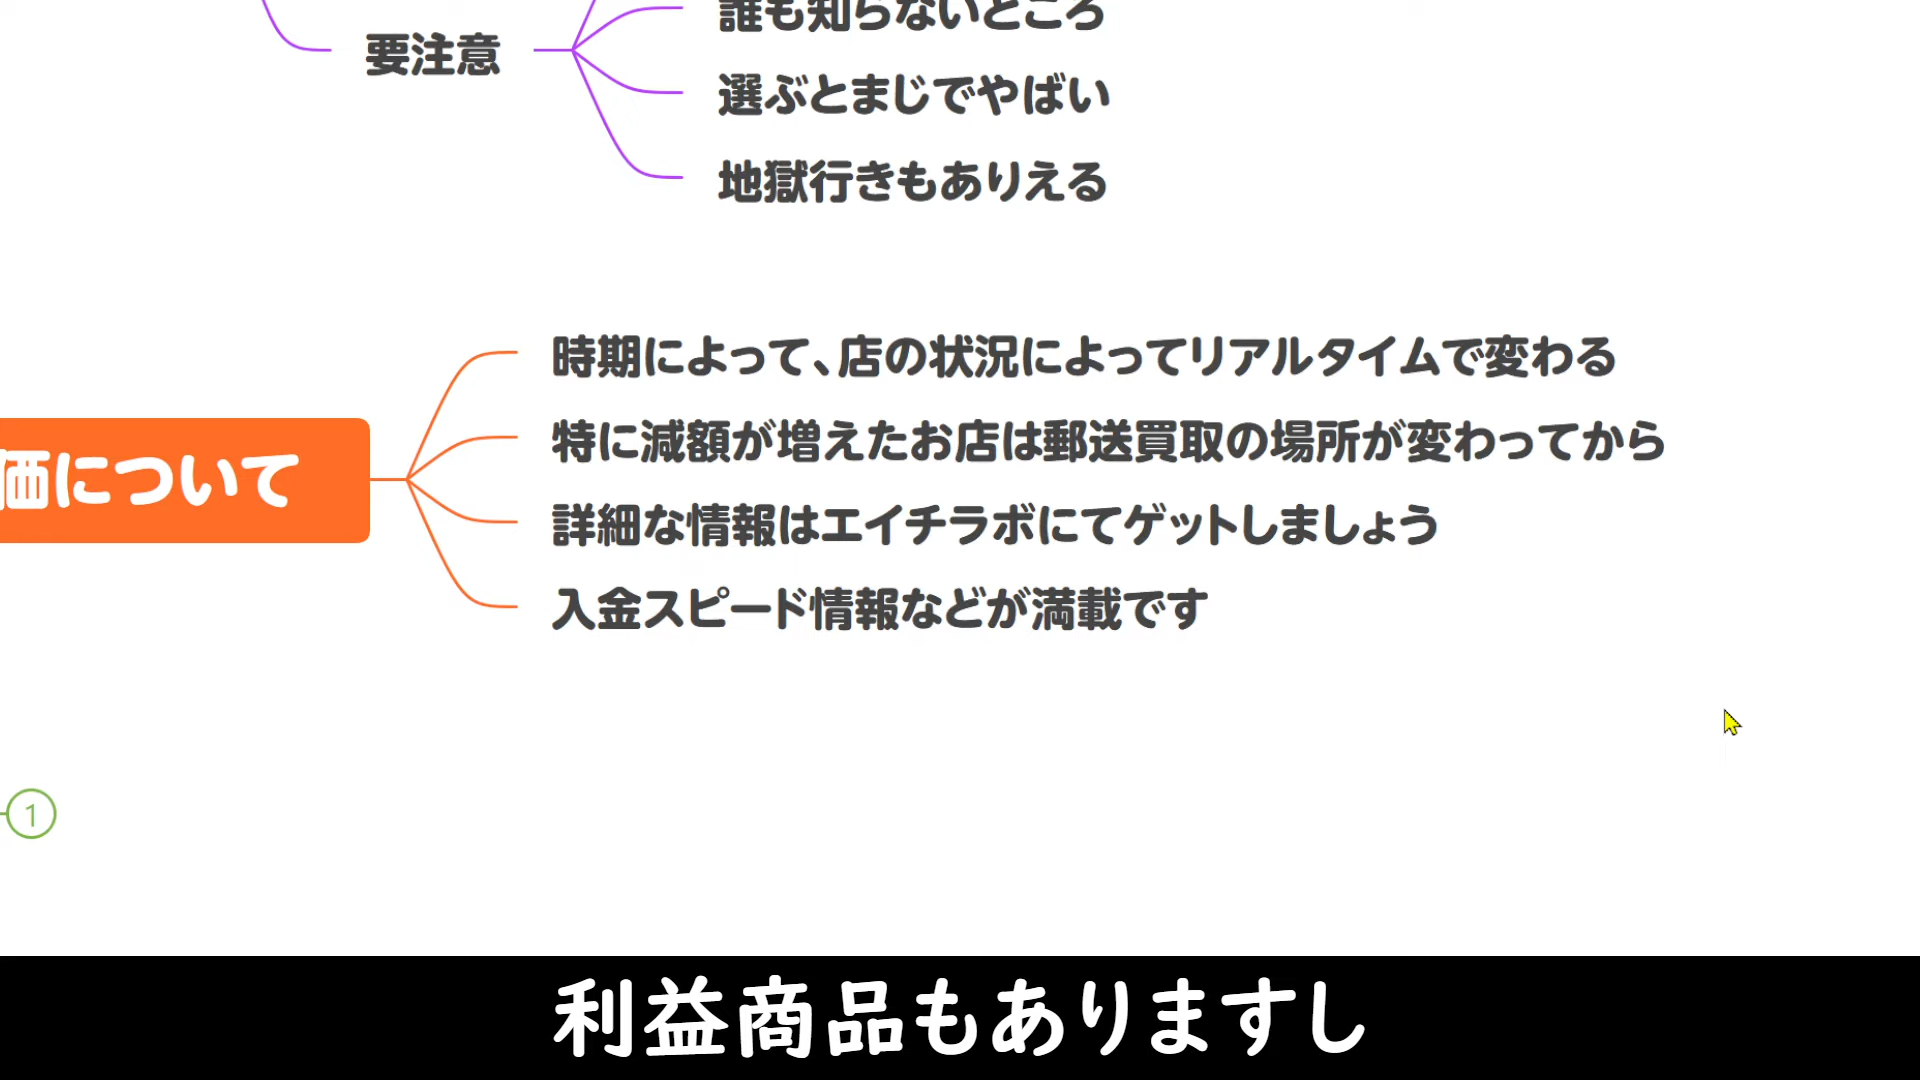 誰も知らないところ
要注意
選ぶとまじでやばい
地獄行きもありえる
時期によって、店の状況によってリアルタイムで変わる
特に減額が増えたお店は郵送買取の場所が変わってから
価について
詳細な情報はエイチラボにてゲットしましょう
入金スピード情報などが満載です
1
利益商品もありますし